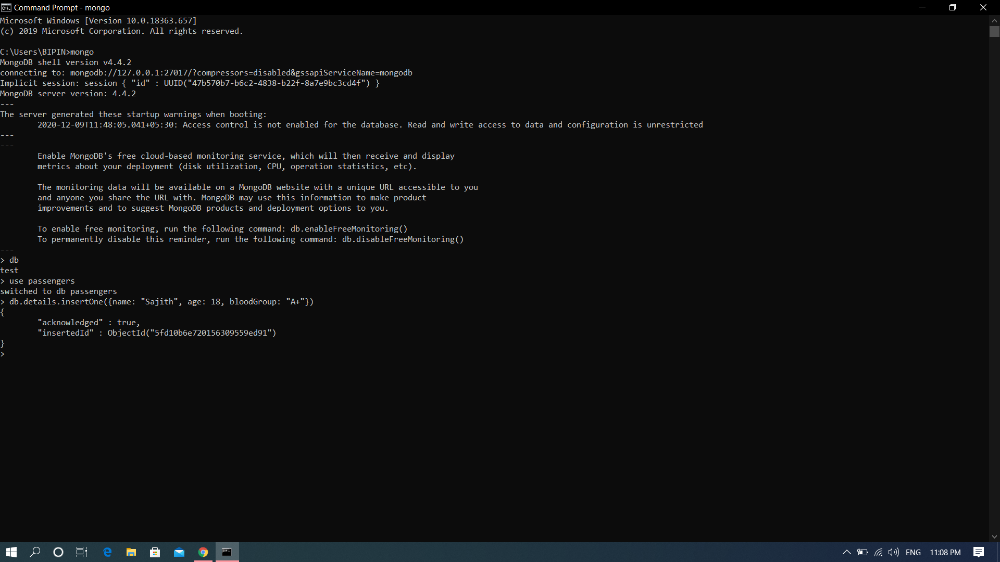 Command Prompt - mongo
Microsoft Windows [Version 10.0.18363.657]
(c) 2019 Microsoft Corporation. All rights reserved.
C:\Users\BIPIN>mongo
MongoDB shell version v4.4.2
connecting to: mongodb://127.0.0.1:27017/?compressors=disabled&gssapiServiceName=mongodb
Implicit session: session { "id" : UUID("47b570b7-b6c2-4838-b22f-8a7e9bc3cd4f") }
MongoDB server version: 4.4.2
---
The server generated these startup warnings when booting:
        2020-12-09T11:48:05.041+05:30: Access control is not enabled for the database. Read and write access to data and configuration is unrestricted
---
---
        Enable MongoDB's free cloud-based monitoring service, which will then receive and display
        metrics about your deployment (disk utilization, CPU, operation statistics, etc).
        The monitoring data will be available on a MongoDB website with a unique URL accessible to you
        and anyone you share the URL with. MongoDB may use this information to make product
        improvements and to suggest MongoDB products and deployment options to you.
        To enable free monitoring, run the following command: db.enableFreeMonitoring()
        To permanently disable this reminder, run the following command: db.disableFreeMonitoring()
---
> db
test
> use passengers
switched to db passengers
> db.details.insertOne({name: "Sajith", age: 18, bloodGroup: "A+"})
{
        "acknowledged" : true,
        "insertedId" : ObjectId("5fd10b6e720156309559ed91")
}
>
ENG 11:08 PM